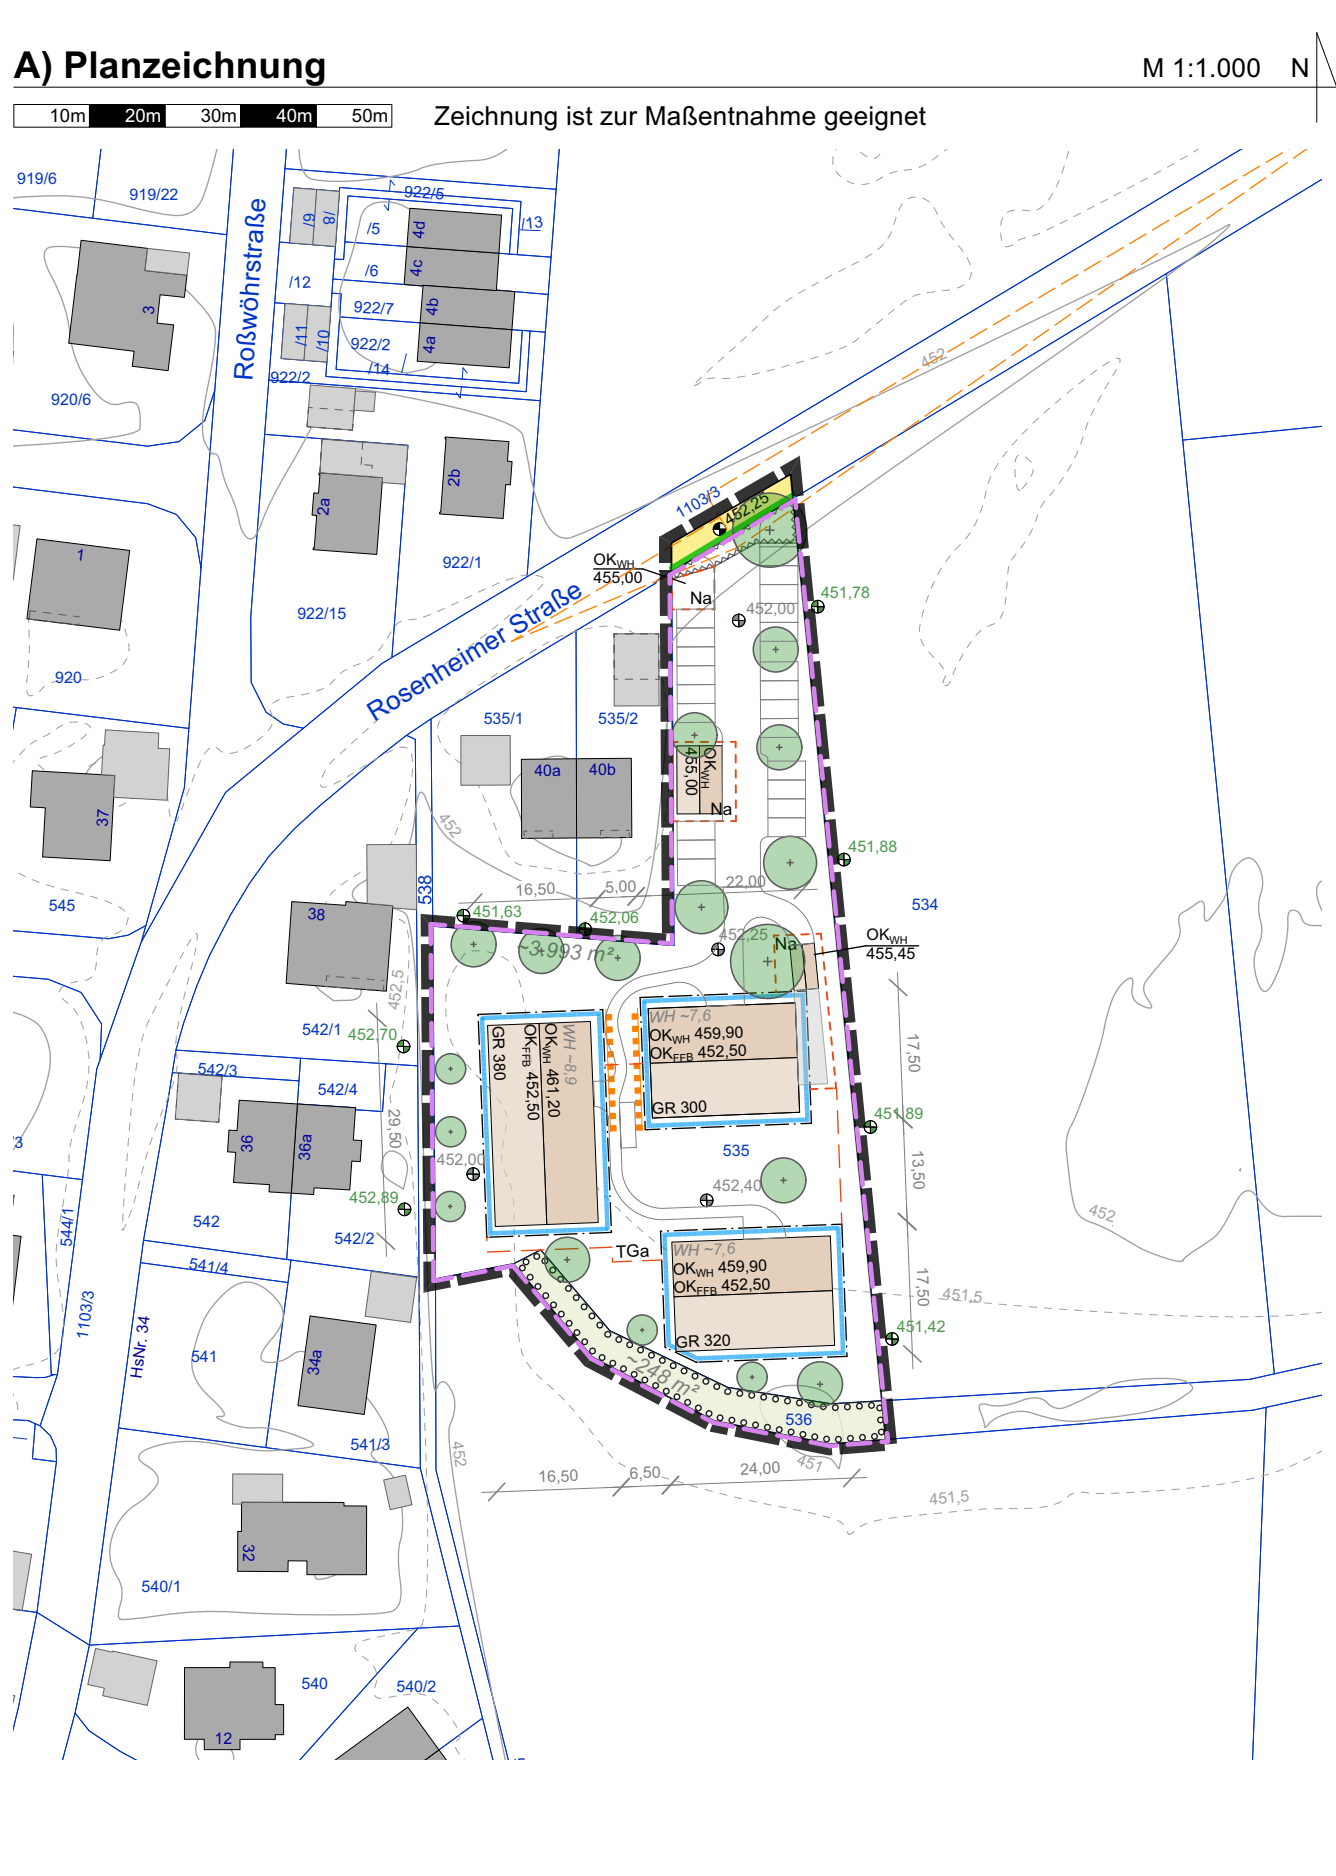 A) Planzeichnung
M 1:1.000 N
10m 20m 30m 40m 50m
Zeichnung ist zur Maßentnahme geeignet
919/6
919/22
Roßwöhrstraße
/9
/8
922/5
/13
/5
4d
/6
4c
/12
922/7
4b
/11
/10
922/2
4a
/14
922/2
3
920/6
2a
2b
922/1
922/15
1
920
Rosenheimer Straße
1103/3
452
452,25
OKWH
455,00
Na
452,00
451,78
535/1
535/2
40a
40b
OKWH
455,00
Na
37
545
452
538
38
451,88
534
16,50
5,00
22,00
451,63
452,06
~3.993 m²
452,25
Na
OKWH
455,45
452,5
542/1
452,70
542/3
542/4
36
36a
29,50
452,00
452,89
542
542/2
WH ~8,9
OKWH 461,20
OKFFB 452,50
GR 380
WH ~7,6
OKWH 459,90
OKFFB 452,50
GR 300
17,50
451,89
535
13,50
452,40
452
TGa
WH ~7,6
OKWH 459,90
OKFFB 452,50
GR 320
17,50
451,5
451,42
/3
544/1
541/4
1103/3
HsNr. 34
541
34a
541/3
~248 m²
536
451
452
16,50
6,50
24,00
451,5
32
540/1
540
540/2
12